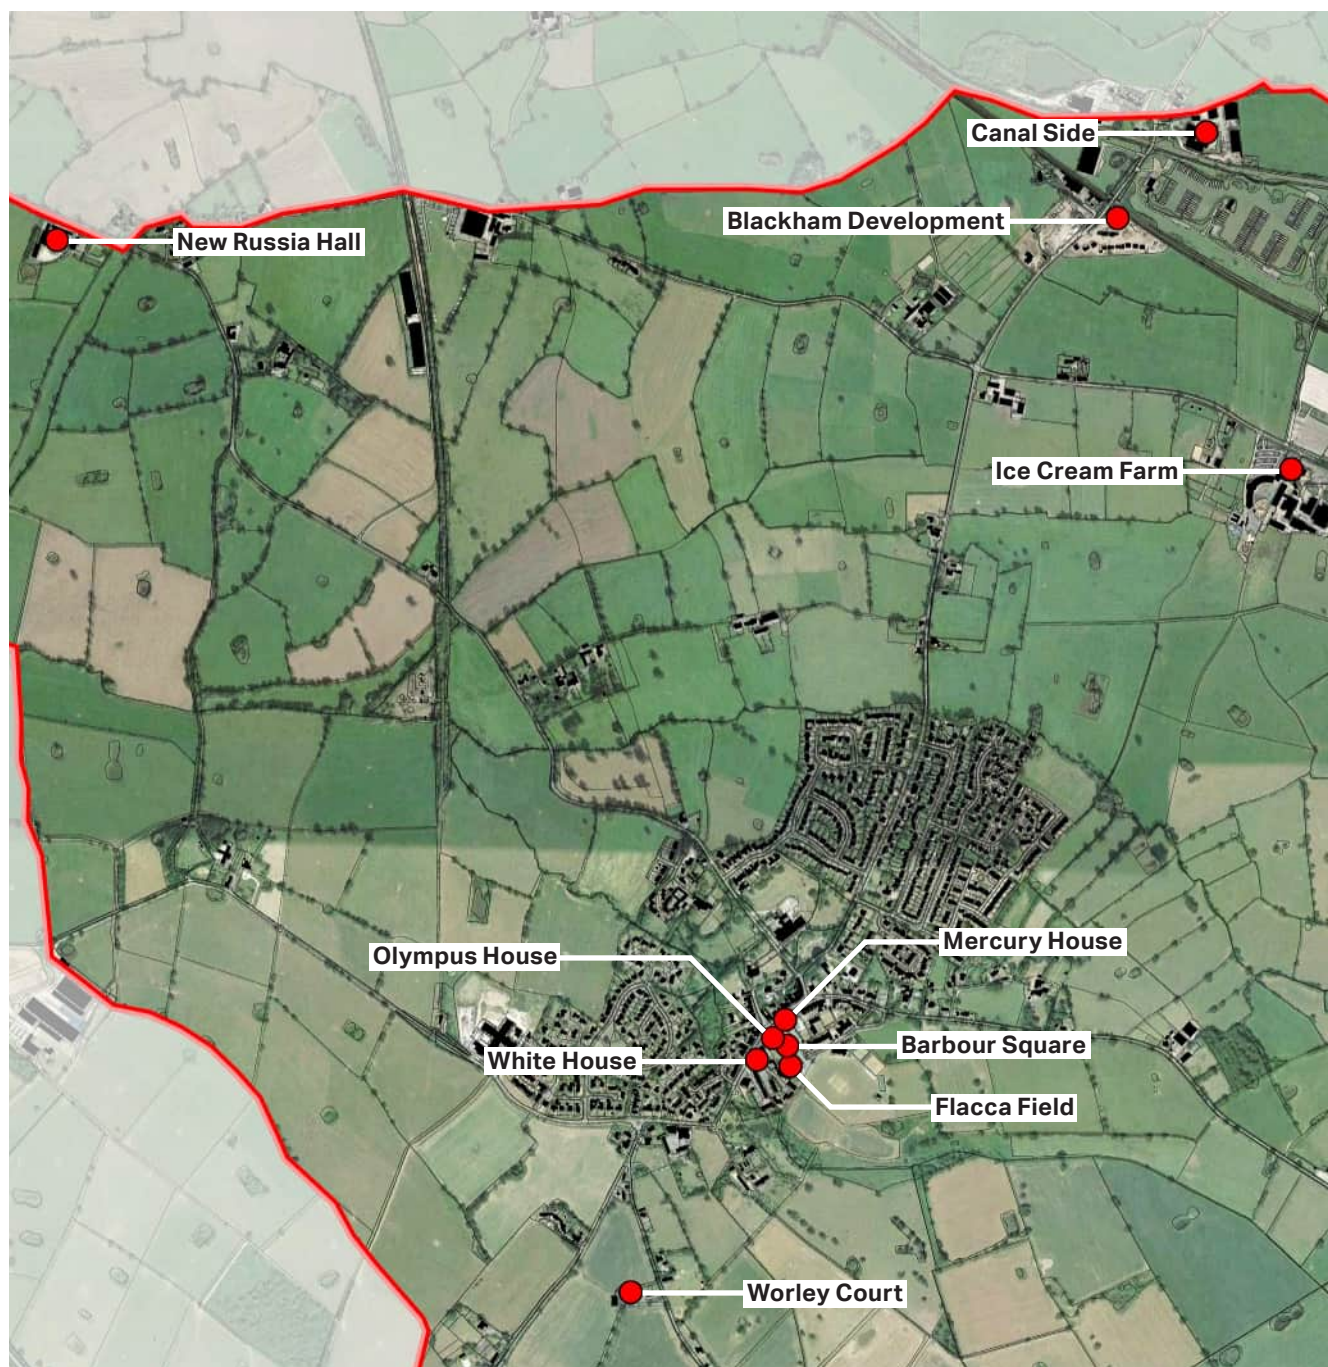 Canal Side
Blackham Development
New Russia Hall
Ice Cream Farm
Mercury House
Olympus House
Barbour Square
White House
Flacca Field
Worley Court